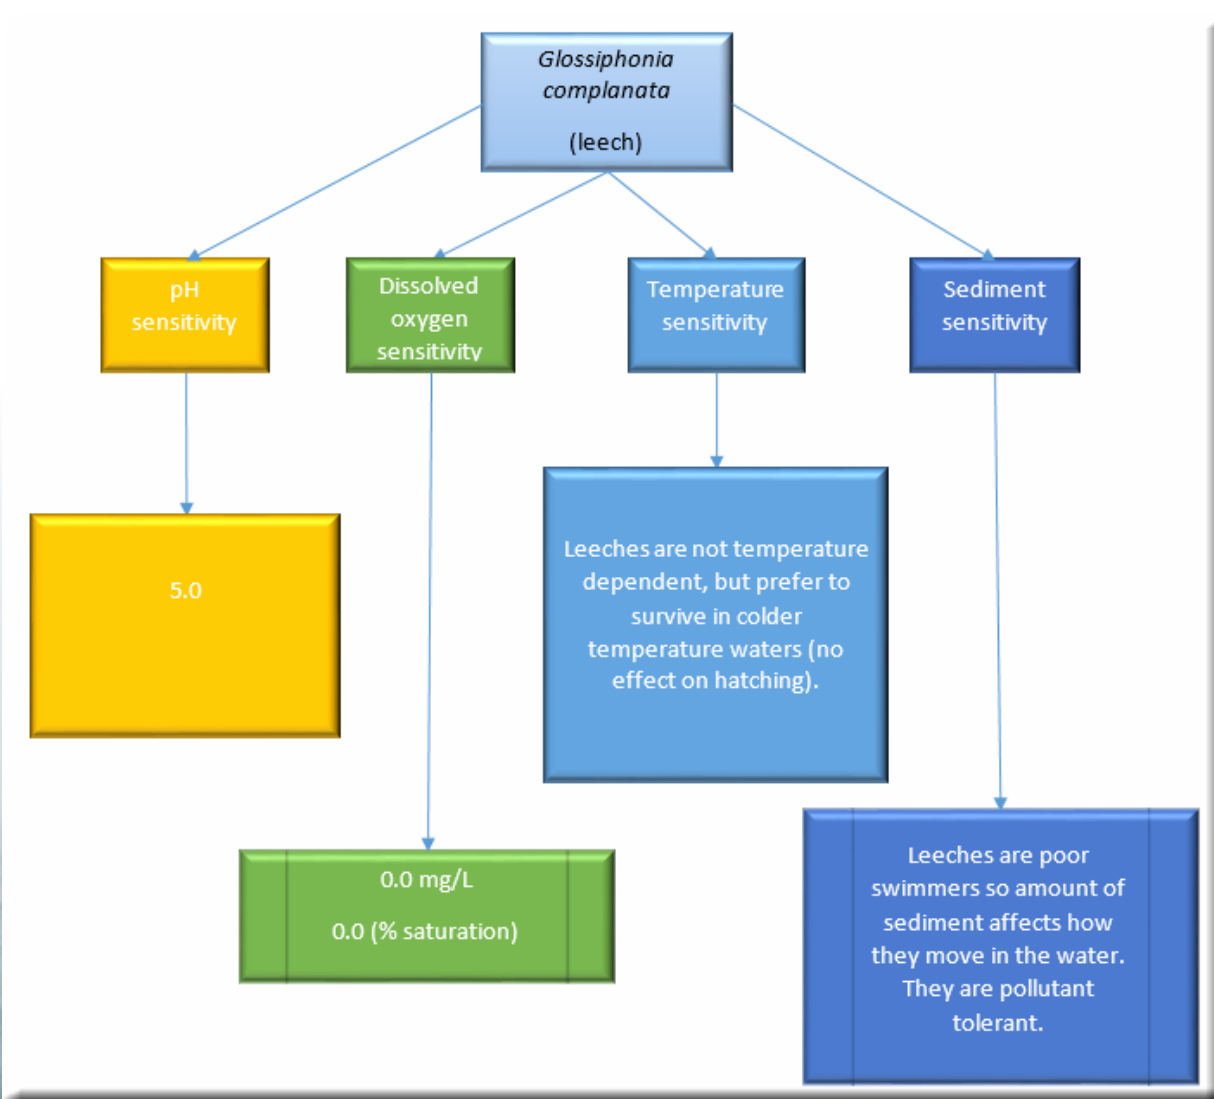 Glossiphonia
complanata
(leech)
pH
sensitivity
Dissolved
oxygen
sensitivity
Temperature
sensitivity
Sediment
sensitivity
5.0
Leeches are not temperature
dependent, but prefer to
survive in colder
temperature waters (no
effect on hatching).
0.0 mg/L
0.0 (% saturation)
Leeches are poor
swimmers so amount of
sediment affects how
they move in the water.
They are pollutant
tolerant.